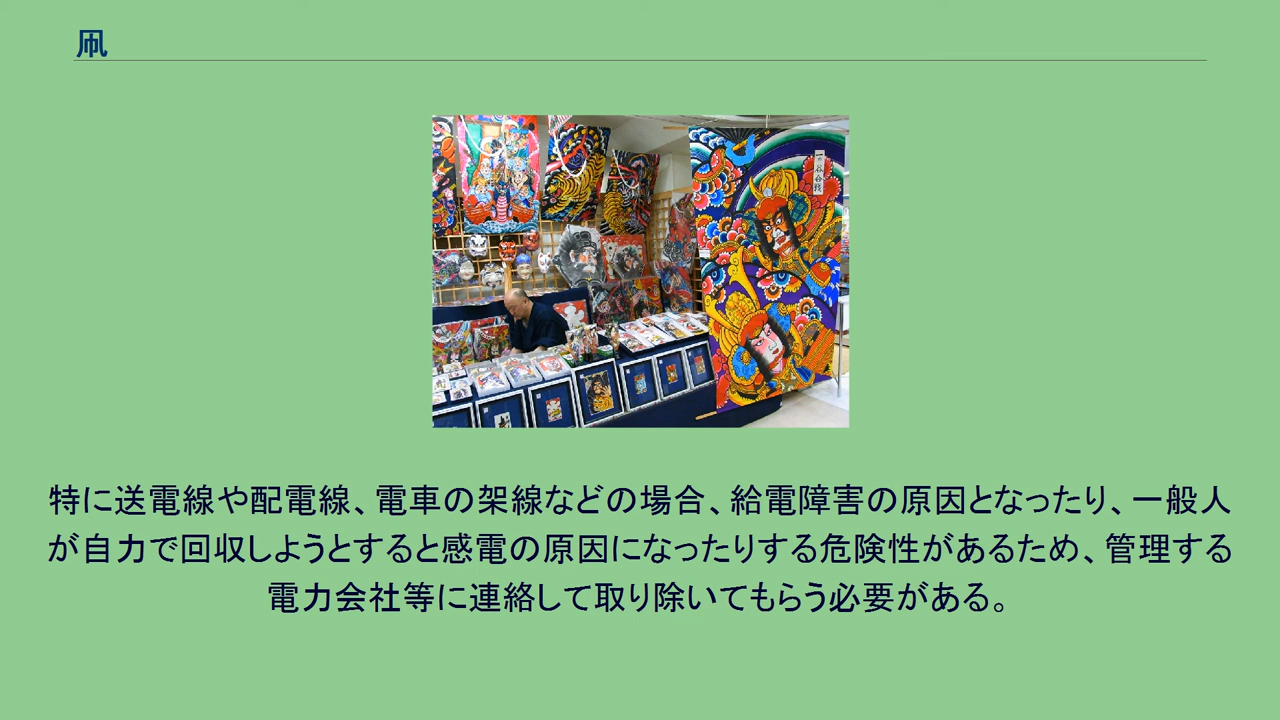 凧
一の谷合戦
特に送電線や配電線、電車の架線などの場合、給電障害の原因となったり、一般人
が自力で回収しようとすると感電の原因になったりする危険性があるため、管理する
電力会社等に連絡して取り除いてもらう必要がある。